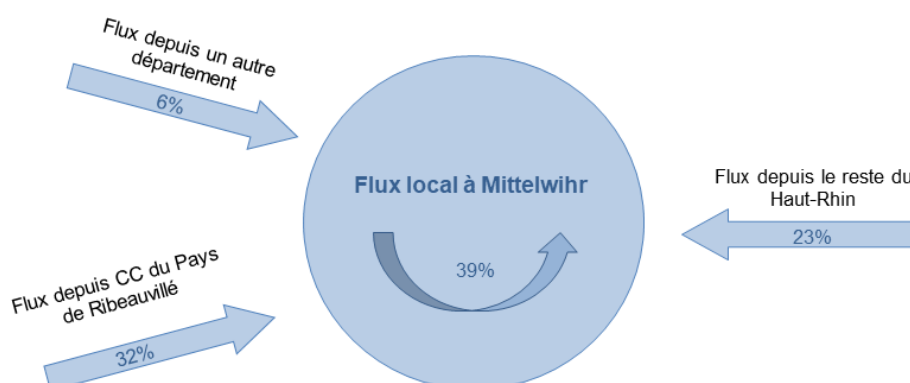 Flux depuis un autre
département
6%
Flux local à Mittelwihr
39%
Flux depuis le reste du
Haut-Rhin
23%
Flux depuis CC du Pays
de Ribeauvillé
32%